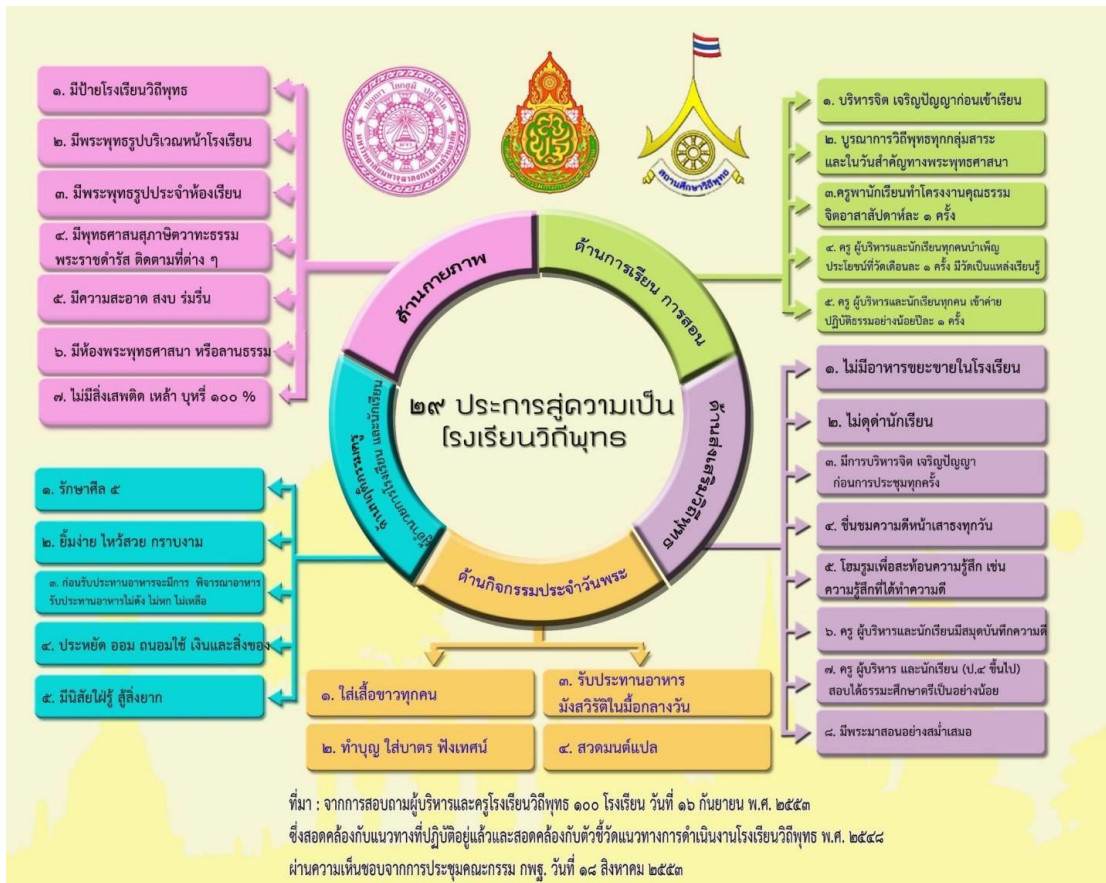 สถานศึกษาวิถีพุทธ
๒๙ ประการสู่ความเป็น
โรงเรียนวิถีพุทธ
ด้านกายภาพ
๑. มีป้ายโรงเรียนวิถีพุทธ
๒. มีพระพุทธรูปบริเวณหน้าโรงเรียน
๓. มีพระพุทธรูปประจำห้องเรียน
๔. มีพุทธศาสนสุภาษิตวาทะธรรม
พระราชดำรัส ติดตามที่ต่าง ๆ
๕. มีความสะอาด สงบ ร่มรื่น
๖. มีห้องพระพุทธศาสนา หรือลานธรรม
๗. ไม่มีสิ่งเสพติด เหล้า บุหรี่ ๑๐๐ %
ด้านการเรียน การสอน
๑. บริหารจิต เจริญปัญญาก่อนเข้าเรียน
๒. บูรณาการวิถีพุทธทุกกลุ่มสาระ
และในวันสำคัญทางพระพุทธศาสนา
๓.ครูพานักเรียนทำโครงงานคุณธรรม
จิตอาสาสัปดาห์ละ ๑ ครั้ง
๔. ครู ผู้บริหารและนักเรียนทุกคนบำเพ็ญ
ประโยชน์ที่วัดเดือนละ ๑ ครั้ง มีวัดเป็นแหล่งเรียนรู้
๕. ครู ผู้บริหารและนักเรียนทุกคน เข้าค่าย
ปฏิบัติธรรมอย่างน้อยปีละ ๑ ครั้ง
ด้านพฤติกรรมครู
ผู้อำนวยการโรงเรียน และนักเรียน
๑. รักษาศีล ๕
๒. ยิ้มง่าย ไหว้สวย กราบงาม
๓. ก่อนรับประทานอาหารจะมีการ พิจารณาอาหาร
รับประทานอาหารไม่ดัง ไม่หก ไม่เหลือ
๔. ประหยัด ออม ถนอมใช้ เงินและสิ่งของ
๕. มีนิสัยใฝ่รู้ สู้สิ่งยาก
ด้านส่งเสริมวิถีพุทธ
๑. ไม่มีอาหารขยะขายในโรงเรียน
๒. ไม่ดุด่านักเรียน
๓. มีการบริหารจิต เจริญปัญญา
ก่อนการประชุมทุกครั้ง
๔. ชื่นชมความดีหน้าเสาธงทุกวัน
๕. โฮมรูมเพื่อสะท้อนความรู้สึก เช่น
ความรู้สึกที่ได้ทำความดี
๖. ครู ผู้บริหารและนักเรียนมีสมุดบันทึกความดี
๗. ครู ผู้บริหาร และนักเรียน (ป.๔ ขึ้นไป)
สอบได้ธรรมะศึกษาตรีเป็นอย่างน้อย
๘. มีพระมาสอนอย่างสม่ำเสมอ
ด้านกิจกรรมประจำวันพระ
๑. ใส่เสื้อขาวทุกคน
๒. ทำบุญ ใส่บาตร ฟังเทศน์
๓. รับประทานอาหาร
มังสวิรัติในมื้อกลางวัน
๔. สวดมนต์แปล
ที่มา : จากการสอบถามผู้บริหารและครูโรงเรียนวิถีพุทธ ๑๐๐ โรงเรียน วันที่ ๑๖ กันยายน พ.ศ. ๒๕๕๓
ซึ่งสอดคล้องกับแนวทางที่ปฏิบัติอยู่แล้วและสอดคล้องกับตัวชี้วัดแนวทางการดำเนินงานโรงเรียนวิถีพุทธ พ.ศ. ๒๕๔๘
ผ่านความเห็นชอบจากการประชุมคณะกรรม กพฐ. วันที่ ๑๘ สิงหาคม ๒๕๕๓